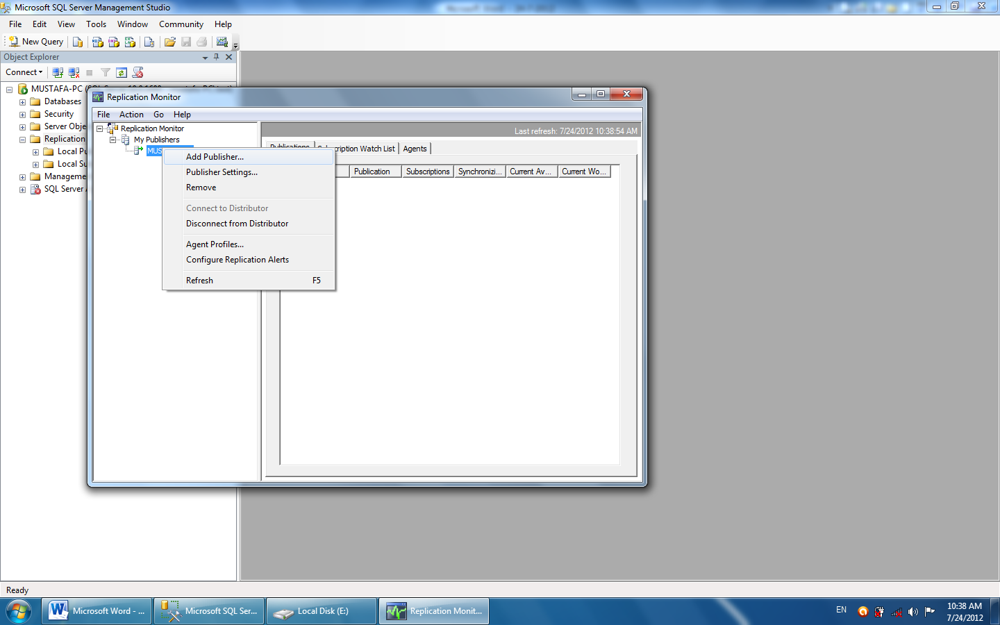 Microsoft SQL Server Management Studio
File Edit View Tools Window Community Help
New Query
Object Explorer
Connect
MUSTAFA-PC
Databases
Security
Server Obje
Replication
Local Pu
Local Su
Manageme
SQL Server
Replication Monitor
File Action Go Help
Replication Monitor
My Publishers
MUS
Last refresh: 7/24/2012 10:38:54 AM
Publications
Subscription Watch List
Agents
Publication
Subscriptions
Synchronizi...
Current Av...
Current Wo...
Add Publisher...
Publisher Settings...
Remove
Connect to Distributor
Disconnect from Distributor
Agent Profiles...
Configure Replication Alerts
Refresh F5
Ready
Microsoft Word - ...
Microsoft SQL Ser...
Local Disk (E:)
Replication Monit...
EN
10:38 AM
7/24/2012